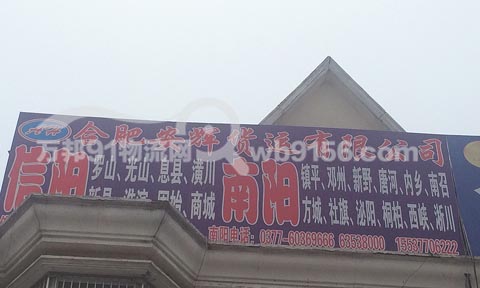 合肥安辉货运有限公司
信阳
罗山、光山、息县、潢川
新县、淮滨、固始、商城
南阳
镇平、邓州、新野、唐河、内乡、南召
方城、社旗、泌阳、桐柏、西峡、淅川
南阳电话：0377-60368666 63538000 15537706222
万邦91物流网 wb9156.com